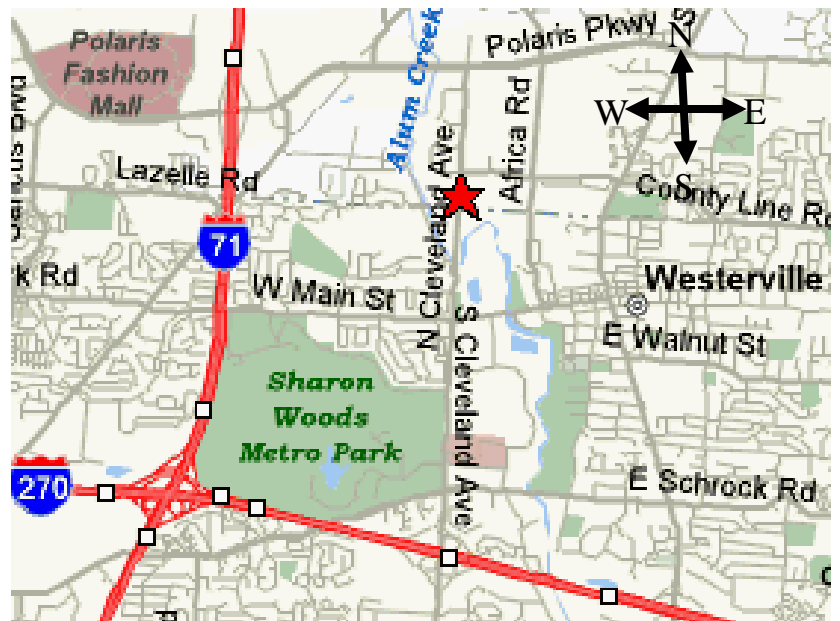 Polaris
Fashion
Mall
Polaris Pkwy
N
W
E
S
Alum Creek
Africa Rd
Lazelle Rd
County Line Rd
N Cleveland Ave
71
k Rd
W Main St
Westerville
E Walnut St
S Cleveland Ave
Sharon
Woods
Metro Park
270
E Schrock Rd